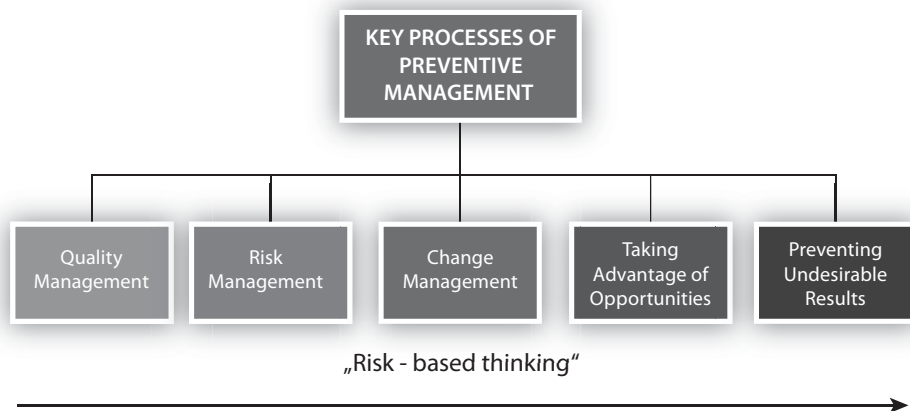 KEY PROCESSES OF
PREVENTIVE
MANAGEMENT
Quality
Management
Risk
Management
Change
Management
Taking
Advantage of
Opportunities
Preventing
Undesirable
Results
„Risk - based thinking“